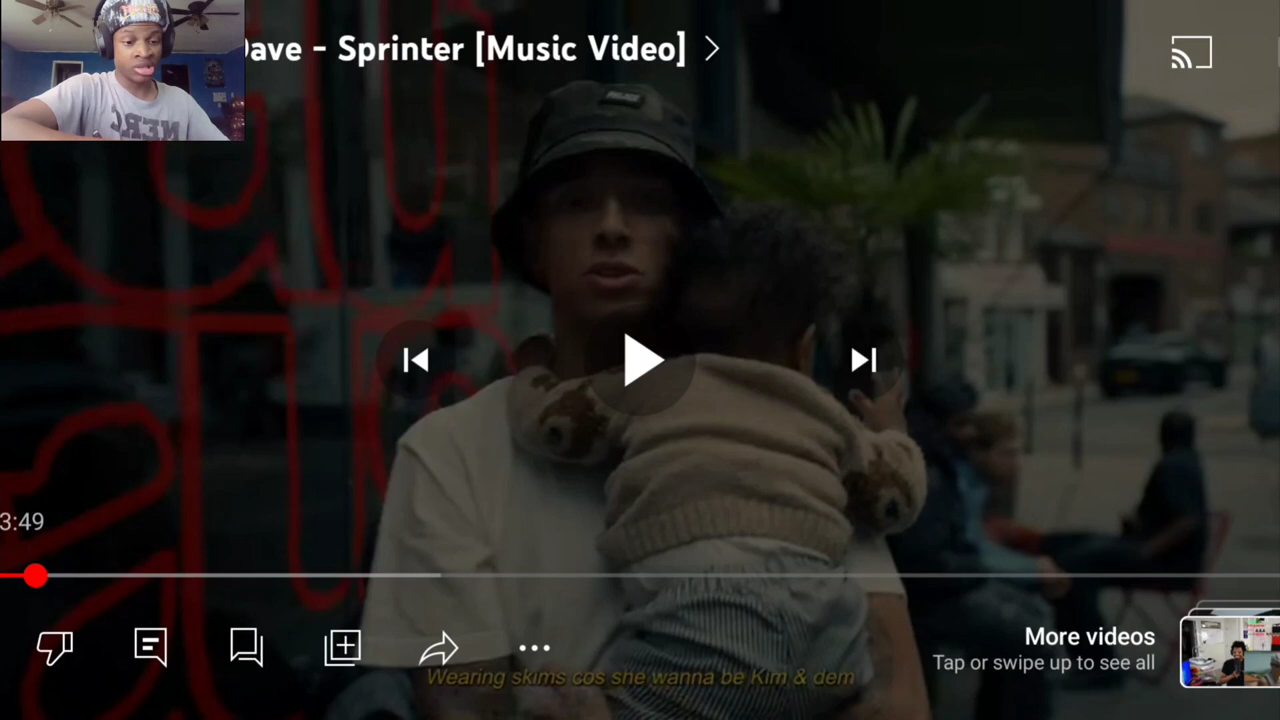 Dave - Sprinter [Music Video]
3:49
More videos
Tap or swipe up to see all
Wearing skims cos she wanna be Kim & dem